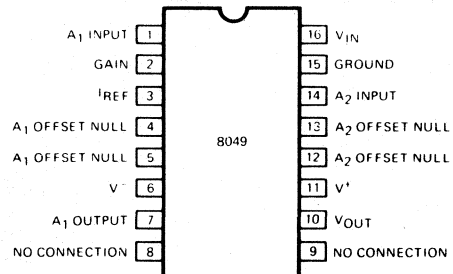 A1 INPUT 1 16 VIN
GAIN 2 15 GROUND
IREF 3 14 A2 INPUT
A1 OFFSET NULL 4 13 A2 OFFSET NULL
8049
A1 OFFSET NULL 5 12 A2 OFFSET NULL
V- 6 11 V+
A1 OUTPUT 7 10 VOUT
NO CONNECTION 8 9 NO CONNECTION